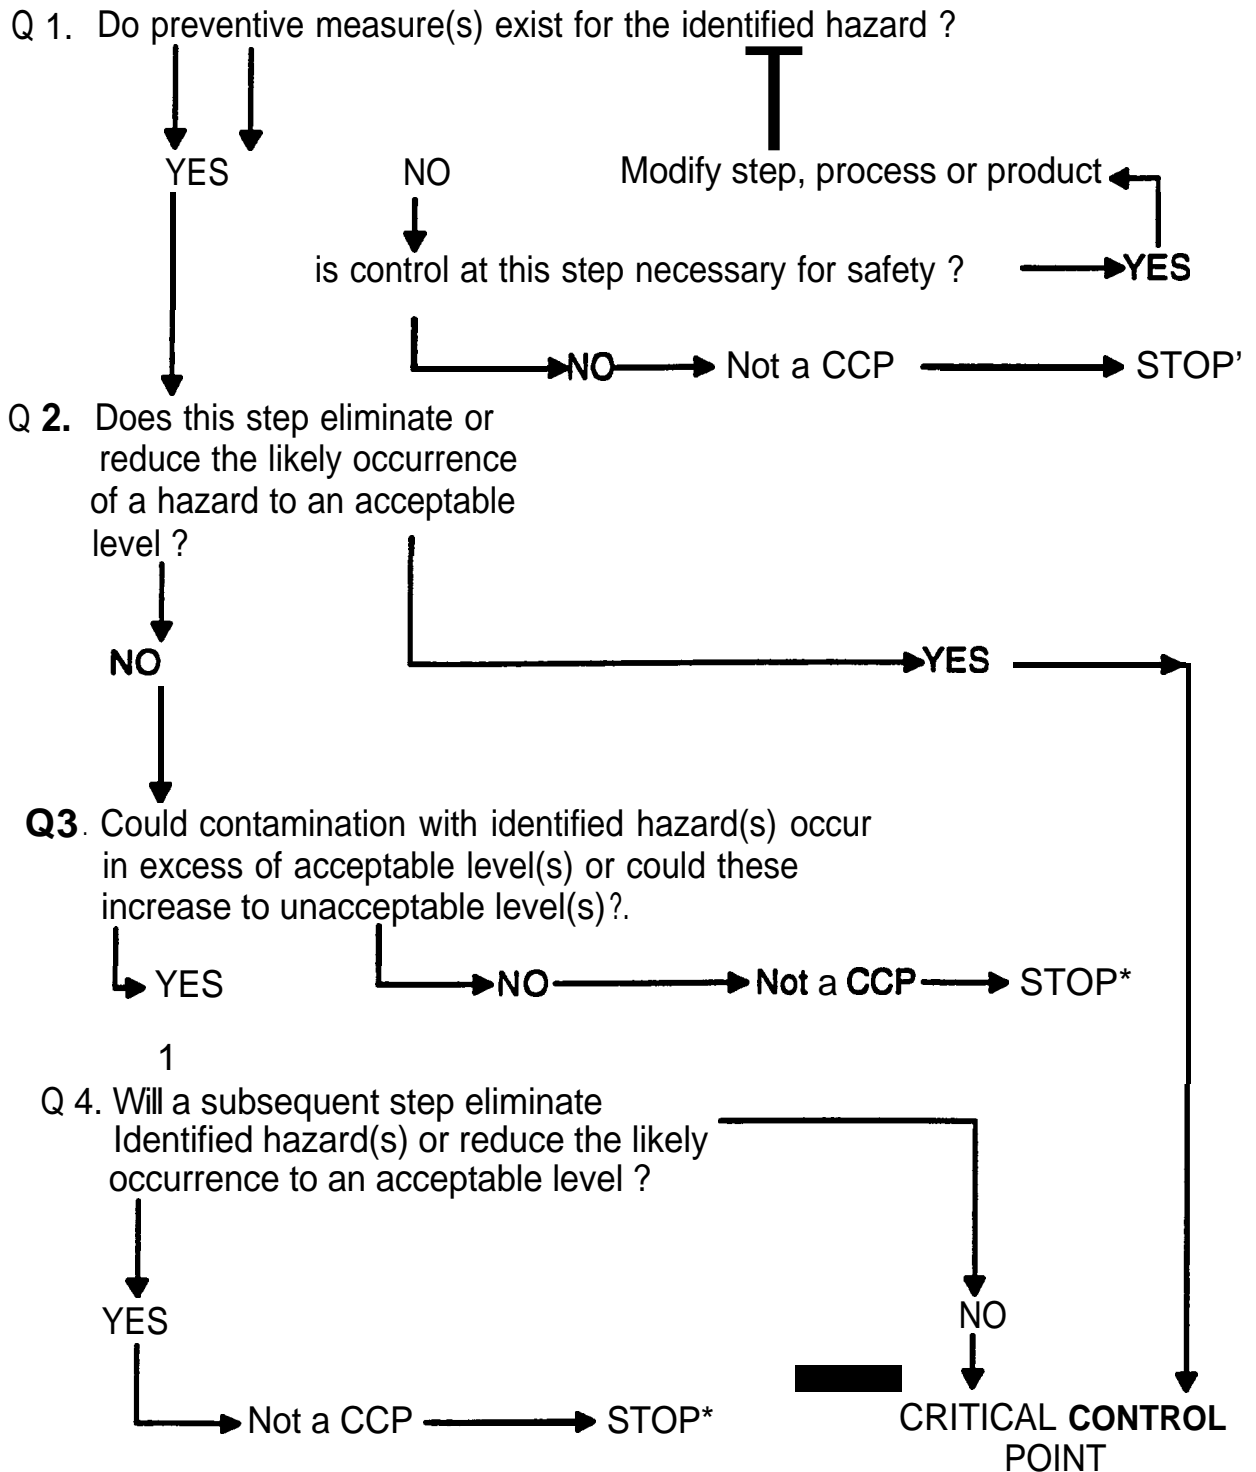 Q 1. Do preventive measure(s) exist for the identified hazard ?
YES NO Modify step, process or product
is control at this step necessary for safety ? YES
NO Not a CCP STOP'
Q 2. Does this step eliminate or
reduce the likely occurrence
of a hazard to an acceptable
level ?
NO YES
Q3. Could contamination with identified hazard(s) occur
in excess of acceptable level(s) or could these
increase to unacceptable level(s)?.
YES NO Not a CCP STOP*
1
Q 4. Will a subsequent step eliminate
Identified hazard(s) or reduce the likely
occurrence to an acceptable level ?
YES NO
Not a CCP STOP* CRITICAL CONTROL
POINT